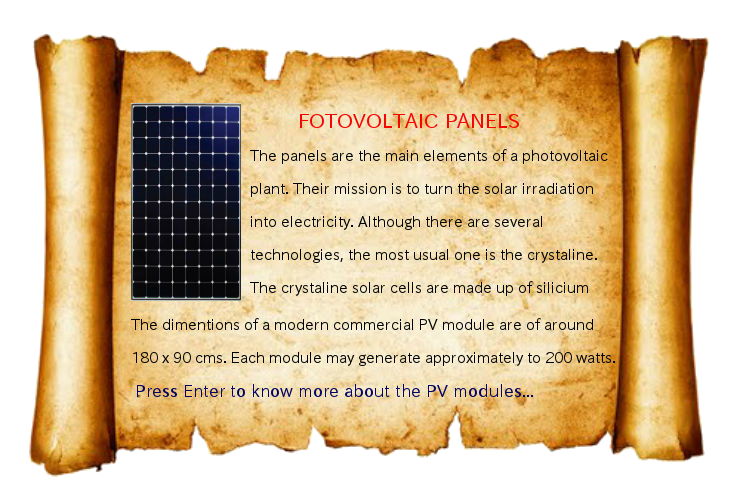 FOTOVOLTAIC PANELS
The panels are the main elements of a photovoltaic
plant. Their mission is to turn the solar irradiation
into electricity. Although there are several
technologies, the most usual one is the crystaline.
The crystaline solar cells are made up of silicium
The dimentions of a modern commercial PV module are of around
180 x 90 cms. Each module may generate approximately to 200 watts.
Press Enter to know more about the PV modules...